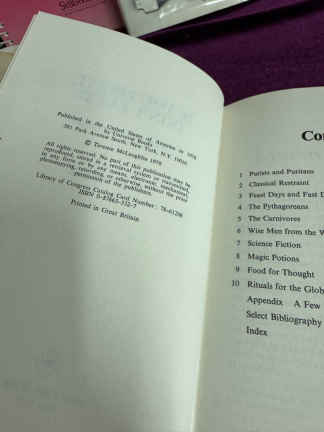 Published in the United States of America in 1978
by Universe Books
381 Park Avenue South, New York, N.Y. 10016
© Terence McLaughlin 1978
All rights reserved. No part of this publication may be
reproduced, stored in a retrieval system or transmitted
in any form or by any means, electronic, mechanical,
photocopying, recording, or otherwise, without the prior
permission of the publishers.
Library of Congress Catalog Card Number: 78-61296
ISBN 0-87663-332-7
Printed in Great Britain
Co
1 Purists and Puritans
2 Classical Restraint
3 Feast Days and Fast D
4 The Pythagoreans
5 The Carnivores
6 Wise Men from the W
7 Science Fiction
8 Magic Potions
9 Food for Thought
10 Rituals for the Glob
Appendix A Few
Select Bibliography
Index